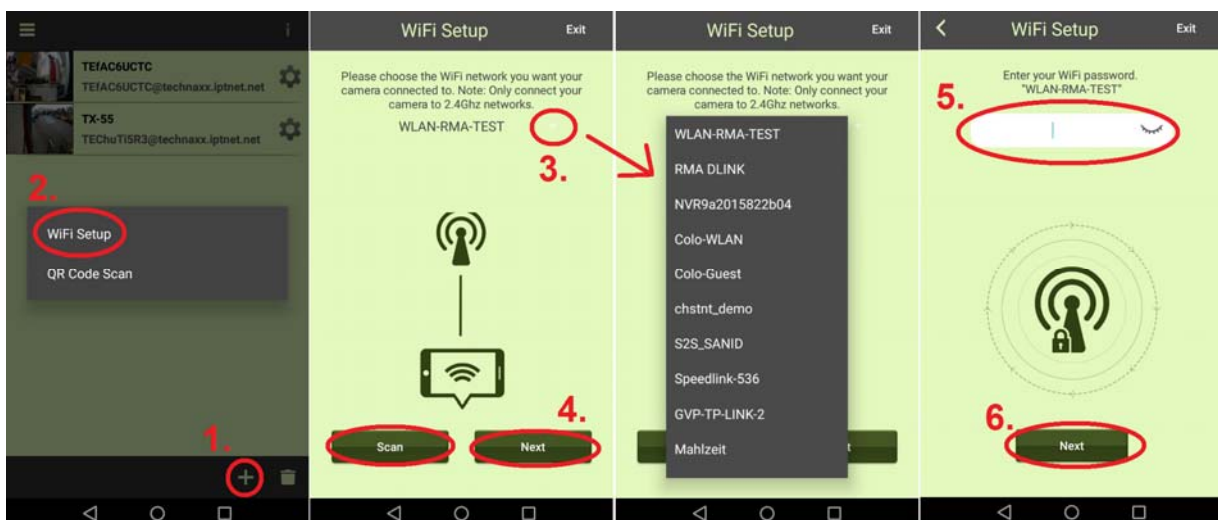 TEfAC6UCTC
TEfAC6UCTC@technaxx.iptnet.net
TX-55
TEChuTi5R3@technaxx.iptnet.net
2.
WiFi Setup
QR Code Scan
1.
WiFi Setup
Exit
Please choose the WiFi network you want your
camera connected to. Note: Only connect your
camera to 2.4Ghz networks.
WLAN-RMA-TEST
3.
4.
Scan
Next
WiFi Setup
Exit
Please choose the WiFi network you want your
camera connected to. Note: Only connect your
camera to 2.4Ghz networks.
WLAN-RMA-TEST
RMA DLINK
NVR9a2015822b04
Colo-WLAN
Colo-Guest
chstnt_demo
S2S_SANID
Speedlink-536
GVP-TP-LINK-2
Mahlzeit
t
WiFi Setup
Exit
Enter your WiFi password.
"WLAN-RMA-TEST"
5.
6.
Next